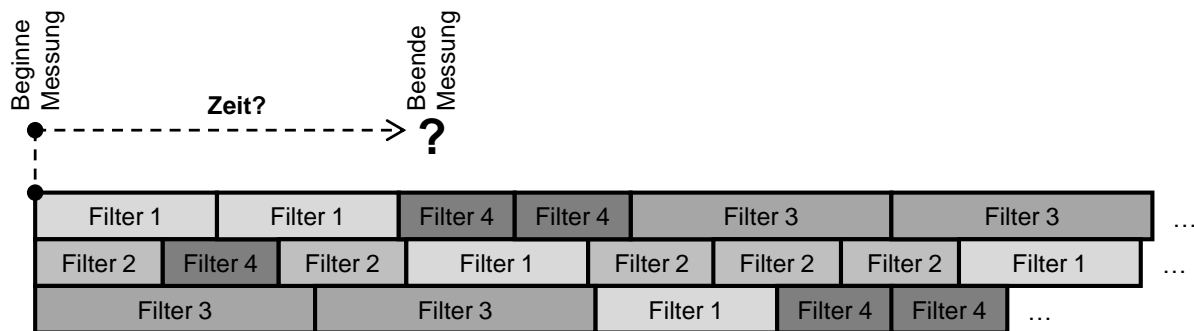 Beginne
Messung
Zeit?
Beende
Messung
?
Filter 1 Filter 1 Filter 4 Filter 4 Filter 3 Filter 3 ...
Filter 2 Filter 4 Filter 2 Filter 1 Filter 2 Filter 2 Filter 2 Filter 1 ...
Filter 3 Filter 3 Filter 1 Filter 4 Filter 4 ...